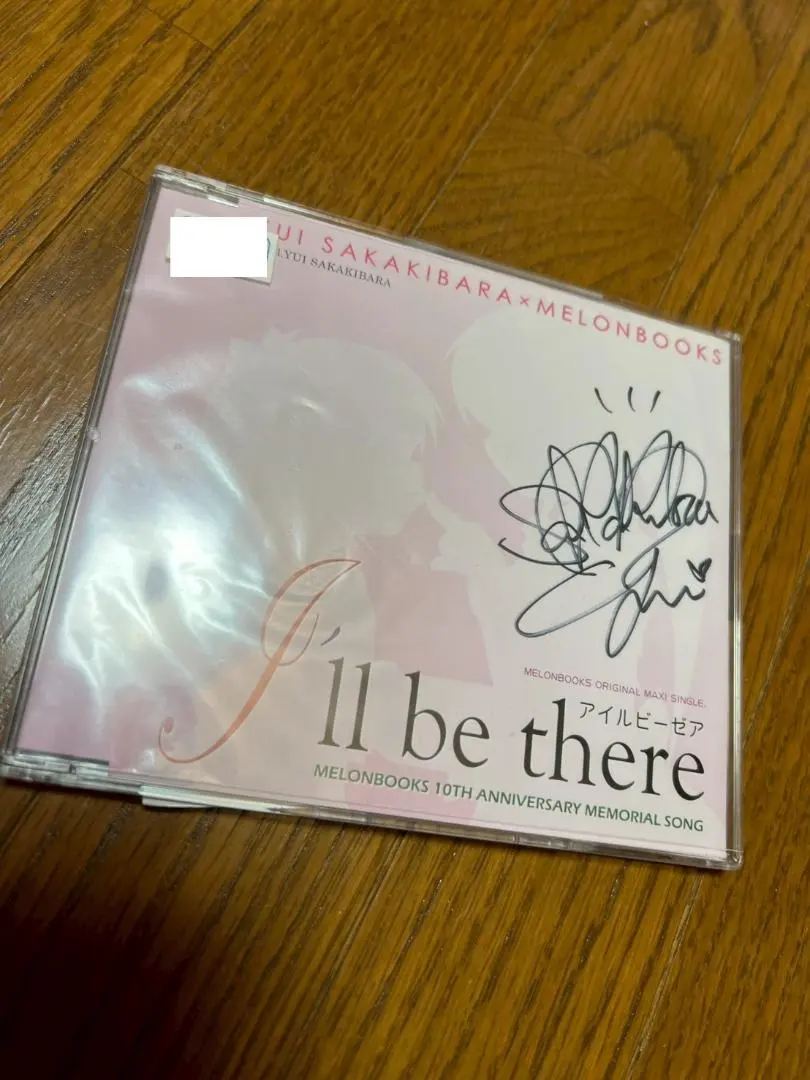 UI SAKAKIBARA×MELONBOOKS
YUI SAKAKIBARA
MELONBOOKS ORIGINAL MAXI SINGLE.
アイルビーゼア
I'll be there
MELONBOOKS 10TH ANNIVERSARY MEMORIAL SONG